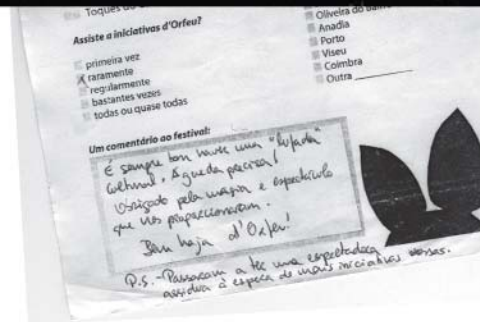 Toques d
Assiste a iniciativas d'Orfeu?
primeira vez
X raramente
regularmente
bastantes vezes
todas ou quase todas
Oliveira do Bairro
Anadia
Porto
Viseu
Coimbra
Outra ________
Um comentário ao festival:
É sempre bom haver uma "lufada"
cultural. Águeda precisa!
Obrigado pela magia e espectáculo
que nos proporcionaram.
Bem haja d'Orfeu!
P.S. - Passaram a ter uma espectadora
assídua à espera de mais iniciativas vossas.